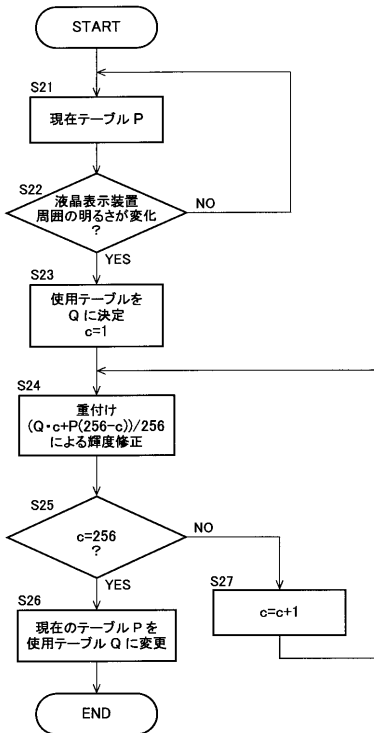 START
S21
現在テーブル P
S22
液晶表示装置
周囲の明るさが変化
?
NO
YES
S23
使用テーブルを
Q に決定
c=1
S24
重付け
(Q・c+P(256-c))/256
による輝度修正
S25
c=256
?
NO
YES
S27
c=c+1
S26
現在のテーブル P を
使用テーブル Q に変更
END